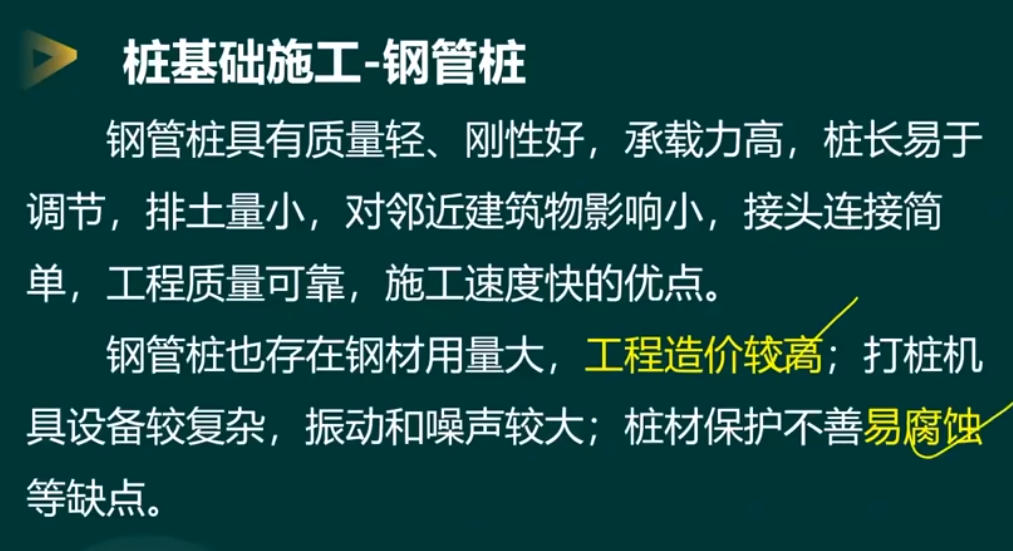 桩基础施工-钢管桩
钢管桩具有质量轻、刚性好，承载力高，桩长易于
调节，排土量小，对邻近建筑物影响小，接头连接简
单，工程质量可靠，施工速度快的优点。
钢管桩也存在钢材用量大，工程造价较高；打桩机
具设备较复杂，振动和噪声较大；桩材保护不善易腐蚀
等缺点。